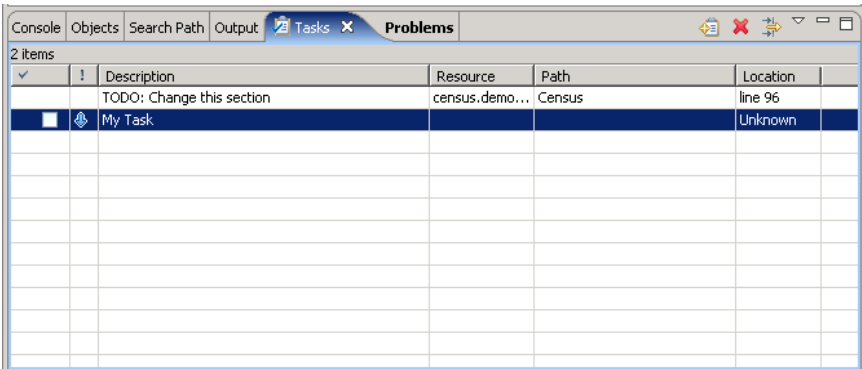 Console Objects Search Path Output Tasks X Problems
2 items
! Description Resource Path Location
TODO: Change this section census.demo... Census line 96
My Task Unknown